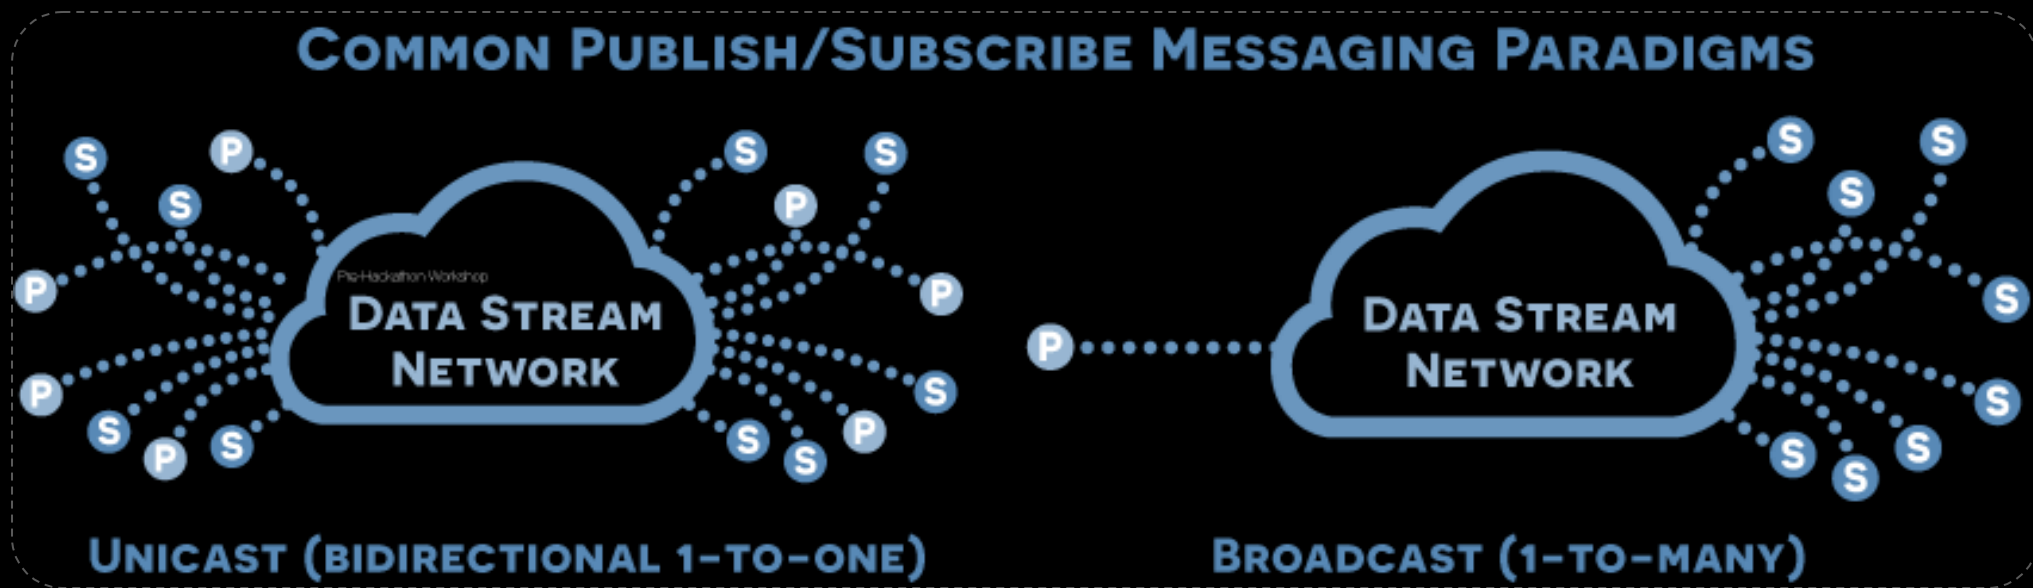 COMMON PUBLISH/SUBSCRIBE MESSAGING PARADIGMS
S
P
S
S
P
S
P
P
P
S
P
S
S
P
S
S
Pre-Hackathon Workshop
DATA STREAM
NETWORK
UNICAST (BIDIRECTIONAL 1-TO-ONE)
S
S
S
S
P
S
S
S
S
DATA STREAM
NETWORK
BROADCAST (1-TO-MANY)